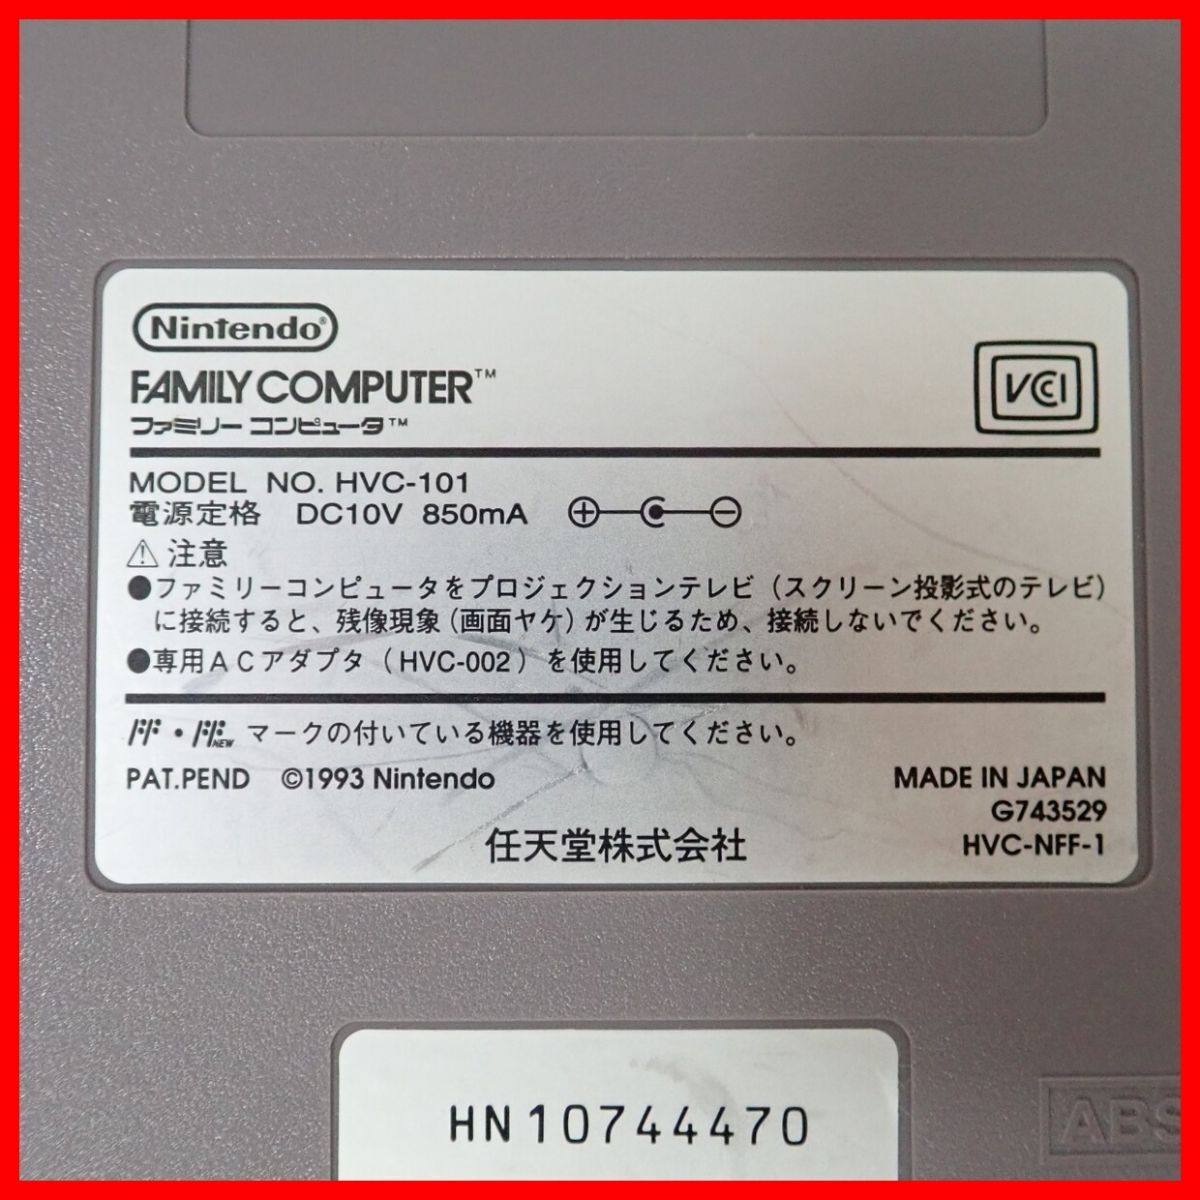 Nintendo®
FAMILY COMPUTER™
ファミリー コンピュータ™
VCCI
MODEL NO. HVC-101
電源定格 DC10V 850mA
⚠ 注意
●ファミリーコンピュータをプロジェクションテレビ（スクリーン投影式のテレビ）
に接続すると、残像現象（画面ヤケ）が生じるため、接続しないでください。
●専用ACアダプタ（HVC-002）を使用してください。
FF・FF NEW マークの付いている機器を使用してください。
PAT.PEND ©1993 Nintendo
MADE IN JAPAN
G743529
任天堂株式会社
HVC-NFF-1
HN10744470
ABS